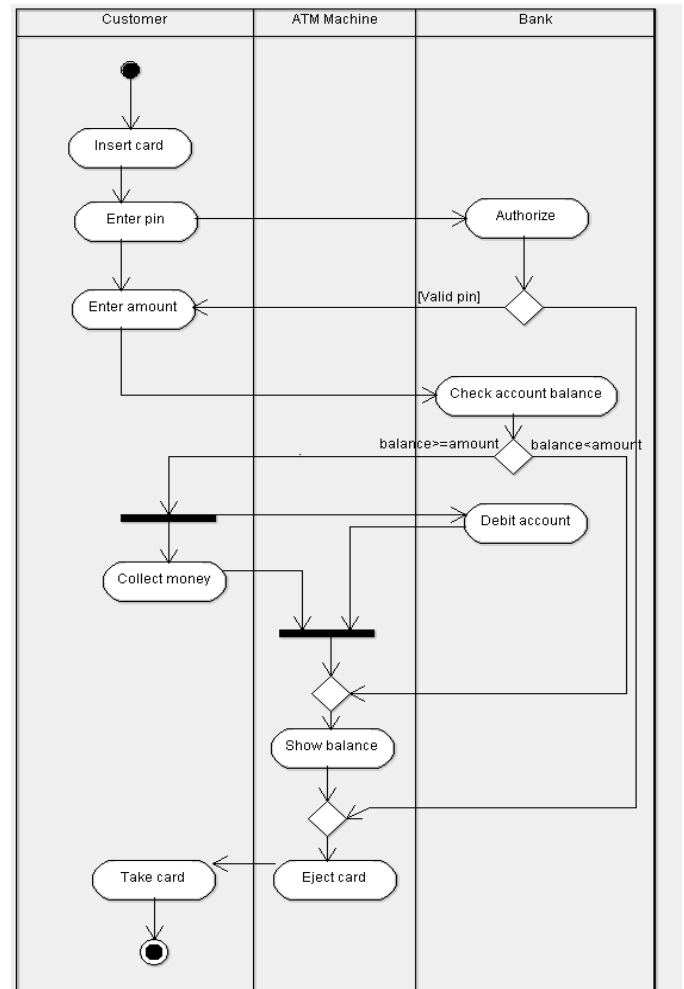 Customer
ATM Machine
Bank
Insert card
Enter pin
Authorize
Enter amount
[Valid pin]
Check account balance
balance>=amount
balance<amount
Debit account
Collect money
Show balance
Take card
Eject card